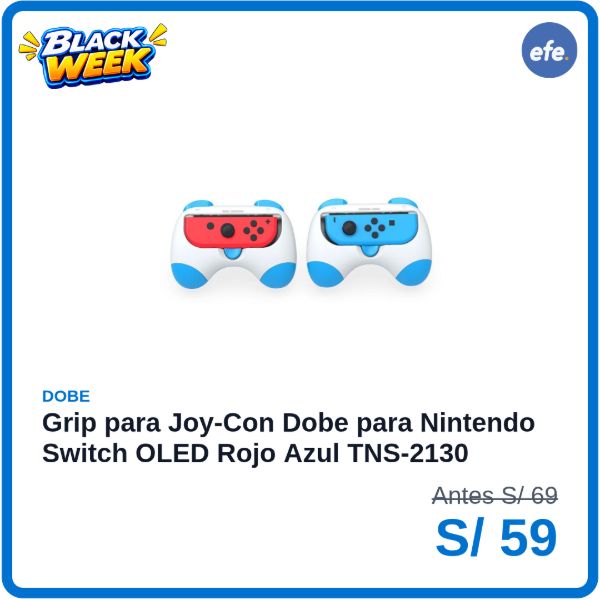 BLACK
WEEK
efe.
DOBE
Grip para Joy-Con Dobe para Nintendo
Switch OLED Rojo Azul TNS-2130
Antes S/ 69
S/ 59